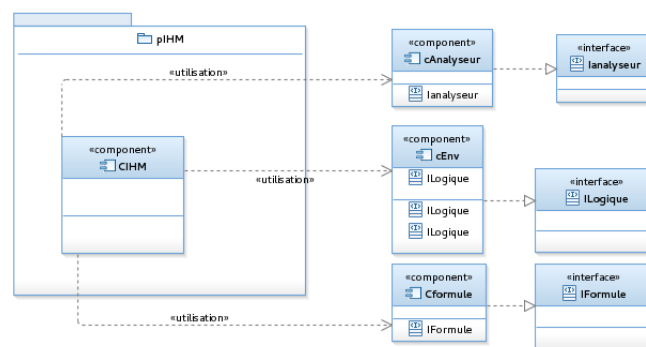 pIHM
«utilisation»
«component»
CIHM
«utilisation»
«utilisation»
«component»
cAnalyseur
Ianalyseur
«interface»
Ianalyseur
«component»
cEnv
ILogique
ILogique
ILogique
«interface»
ILogique
«component»
Cformule
IFormule
«interface»
IFormule